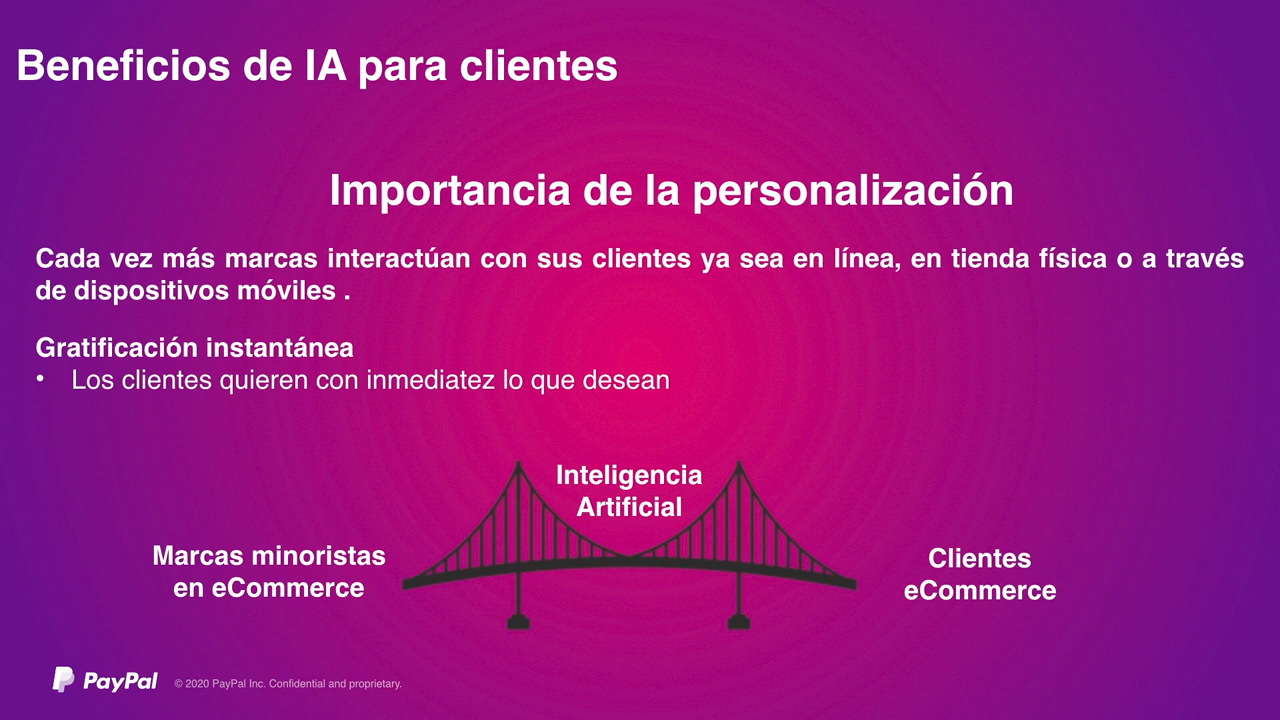 Beneficios de IA para clientes
Importancia de la personalización
Cada vez más marcas interactúan con sus clientes ya sea en línea, en tienda física o a través
de dispositivos móviles .
Gratificación instantánea
• Los clientes quieren con inmediatez lo que desean
Inteligencia
Artificial
Marcas minoristas
en eCommerce
Clientes
eCommerce
PayPal © 2020 PayPal Inc. Confidential and proprietary.